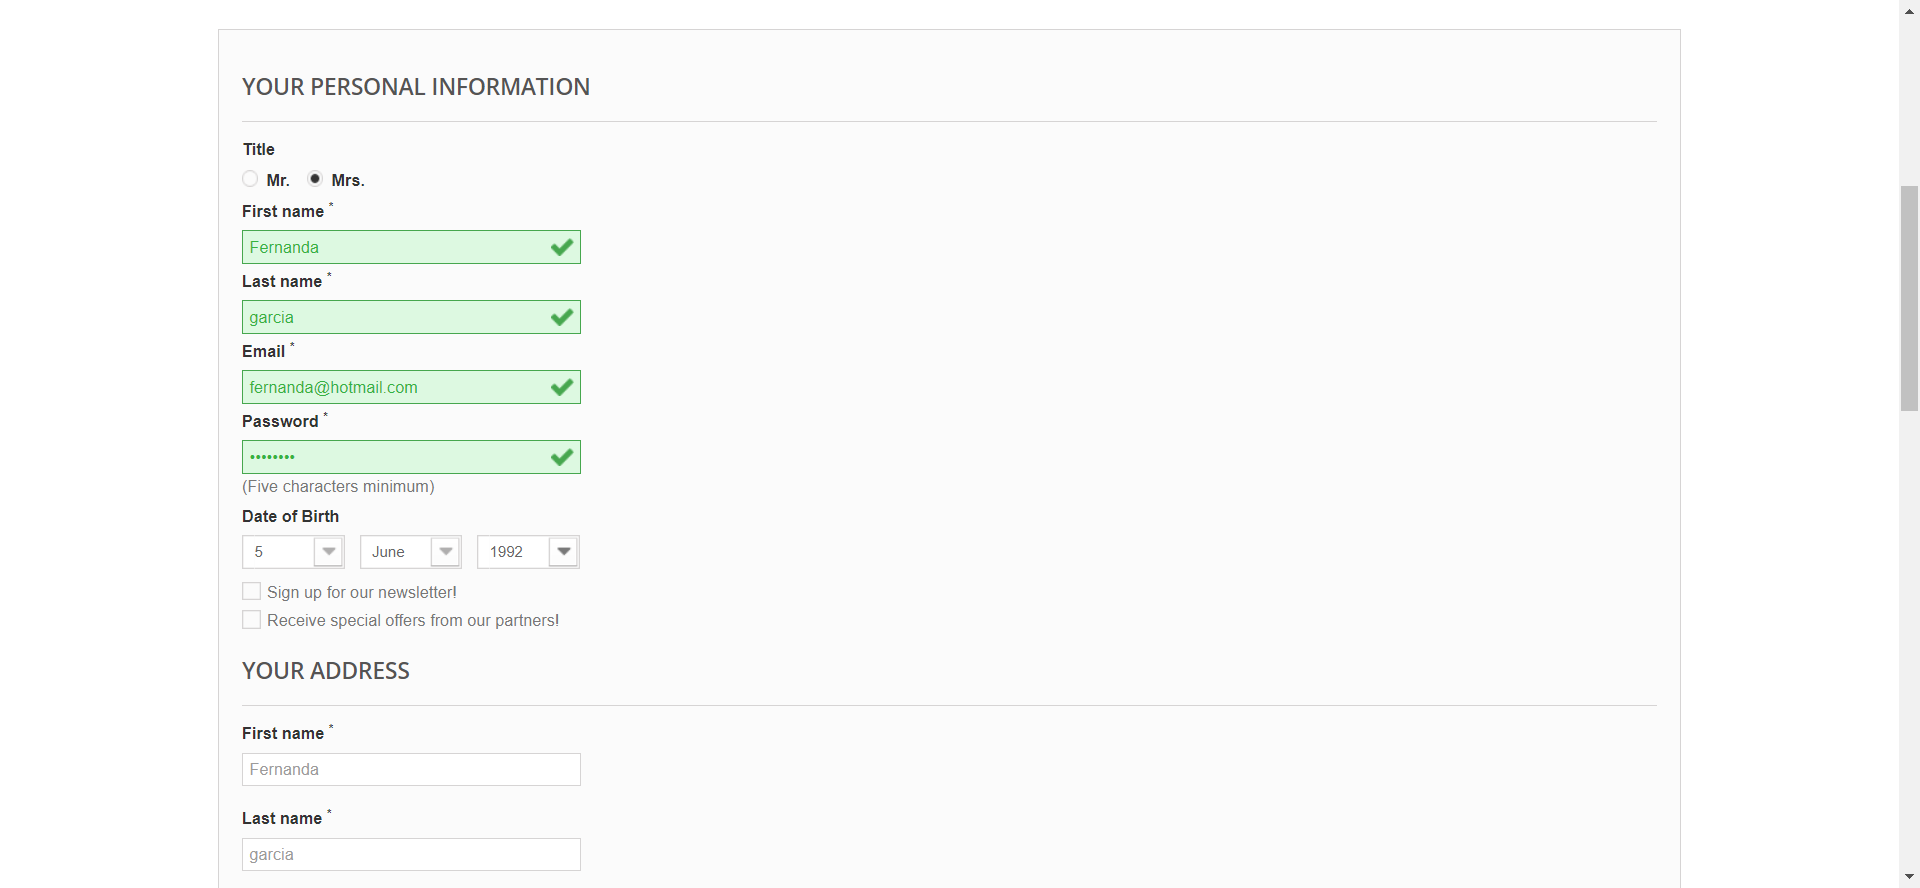 YOUR PERSONAL INFORMATION
Title
Mr. Mrs.
First name *
Fernanda
Last name *
garcia
Email *
fernanda@hotmail.com
Password *
••••••••
(Five characters minimum)
Date of Birth
5 June 1992
Sign up for our newsletter!
Receive special offers from our partners!
YOUR ADDRESS
First name *
Fernanda
Last name *
garcia